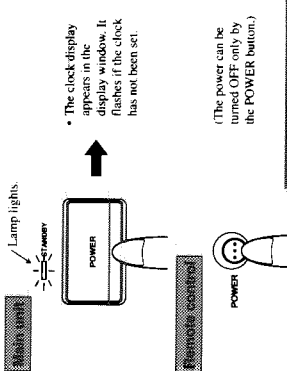 Main unit
Lamp lights.
STANDBY
POWER
• The clock display
appears in the
display window. It
flashes if the clock
has not been set.
Remote control
POWER
(The power can be
turned OFF only by
the POWER button.)